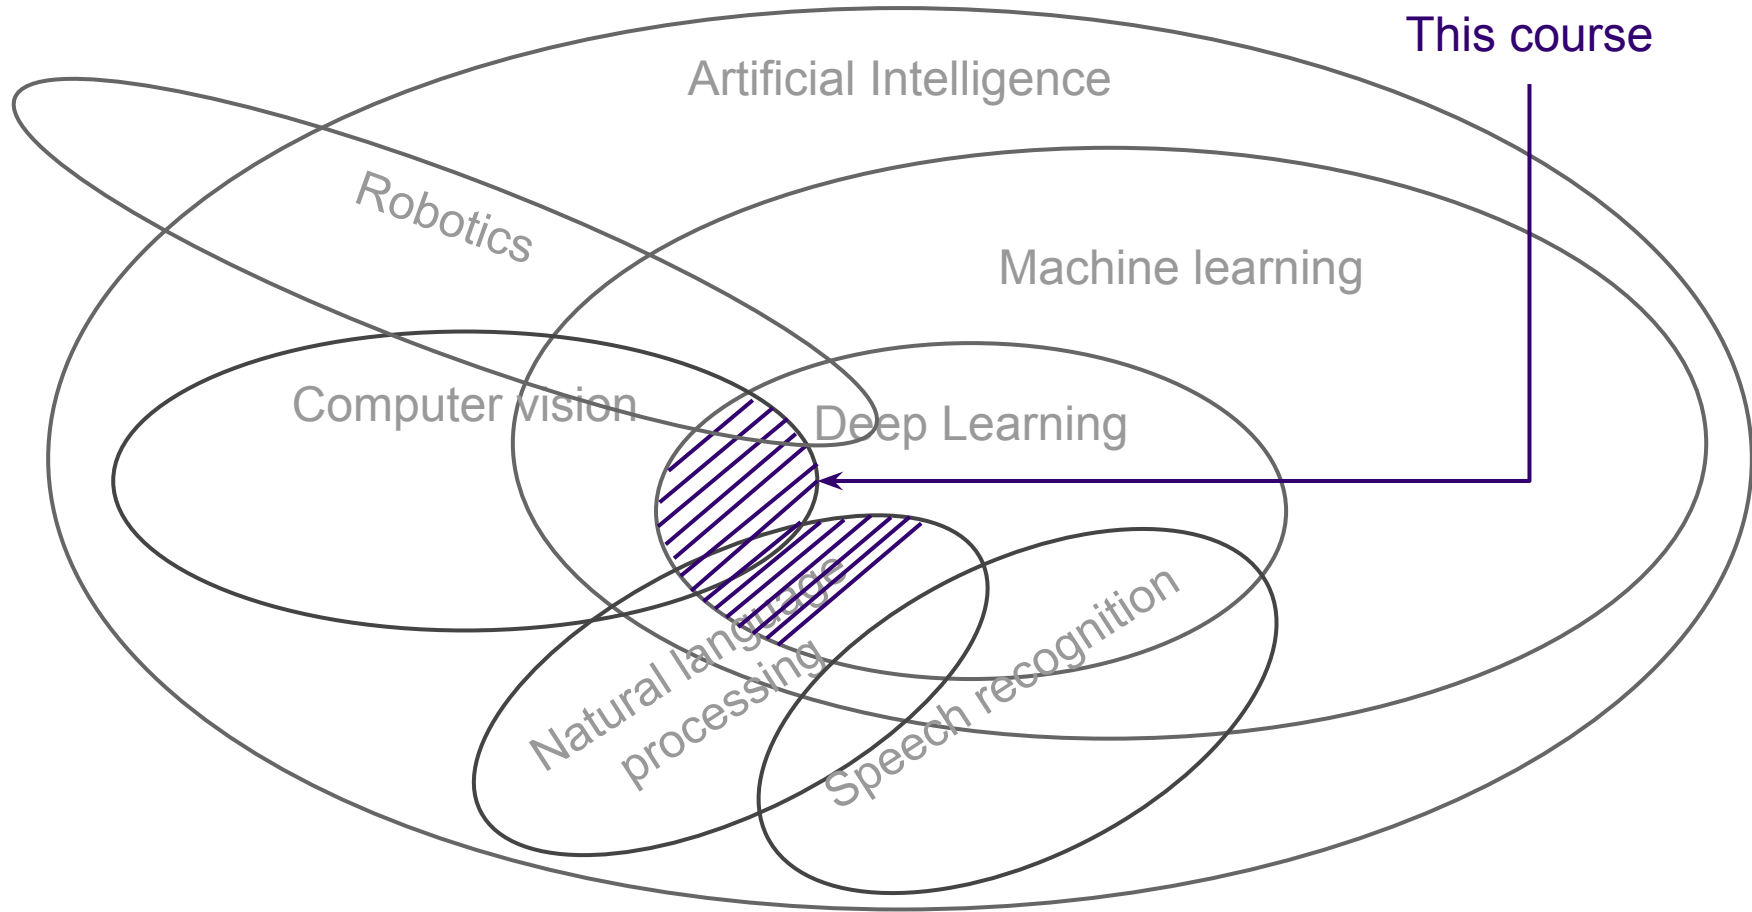 This course
Artificial Intelligence
Robotics
Machine learning
Computer vision
Deep Learning
Natural language
processing
Speech recognition